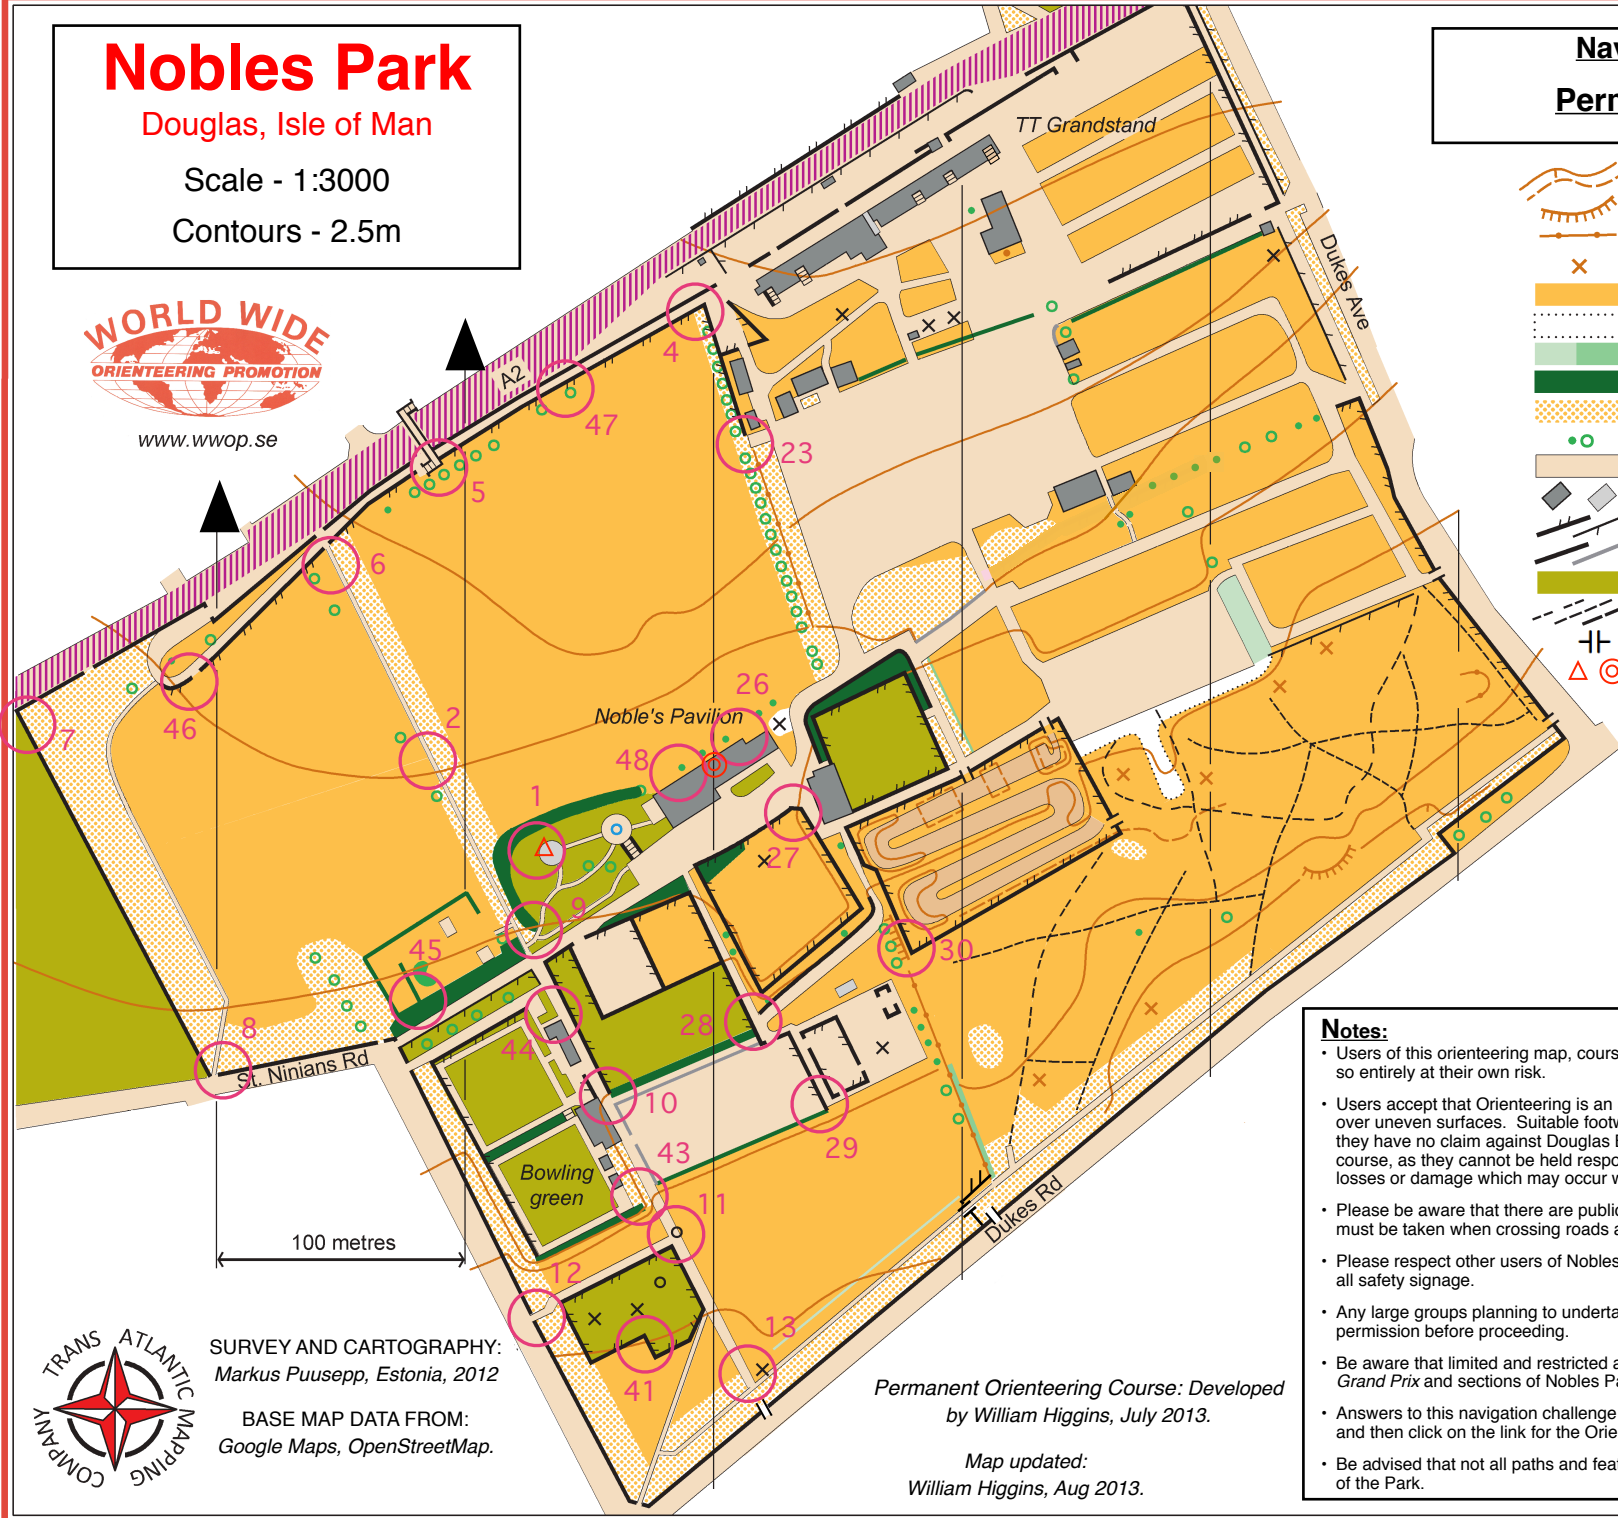 Nobles Park
Douglas, Isle of Man
Scale - 1:3000
Contours - 2.5m
WORLD WIDE
ORIENTEERING PROMOTION
www.wwop.se
Nav
Perm
TT Grandstand
Dukes Ave
A2
4
47
23
5
6
46
7
2
26
Noble's Pavilion
48
1
27
9
45
30
8
St. Ninians Rd
44
28
10
29
43
Bowling
green
11
Dukes Rd
100 metres
12
13
41
TRANS ATLANTIC MAPPING COMPANY
SURVEY AND CARTOGRAPHY:
Markus Puusepp, Estonia, 2012
BASE MAP DATA FROM:
Google Maps, OpenStreetMap.
Permanent Orienteering Course: Developed
by William Higgins, July 2013.
Map updated:
William Higgins, Aug 2013.
Notes:
• Users of this orienteering map, cours
so entirely at their own risk.
• Users accept that Orienteering is an
over uneven surfaces. Suitable footw
they have no claim against Douglas B
course, as they cannot be held respo
losses or damage which may occur w
• Please be aware that there are public
must be taken when crossing roads a
• Please respect other users of Nobles
all safety signage.
• Any large groups planning to underta
permission before proceeding.
• Be aware that limited and restricted a
Grand Prix and sections of Nobles Pa
• Answers to this navigation challenge
and then click on the link for the Orie
• Be advised that not all paths and feat
of the Park.